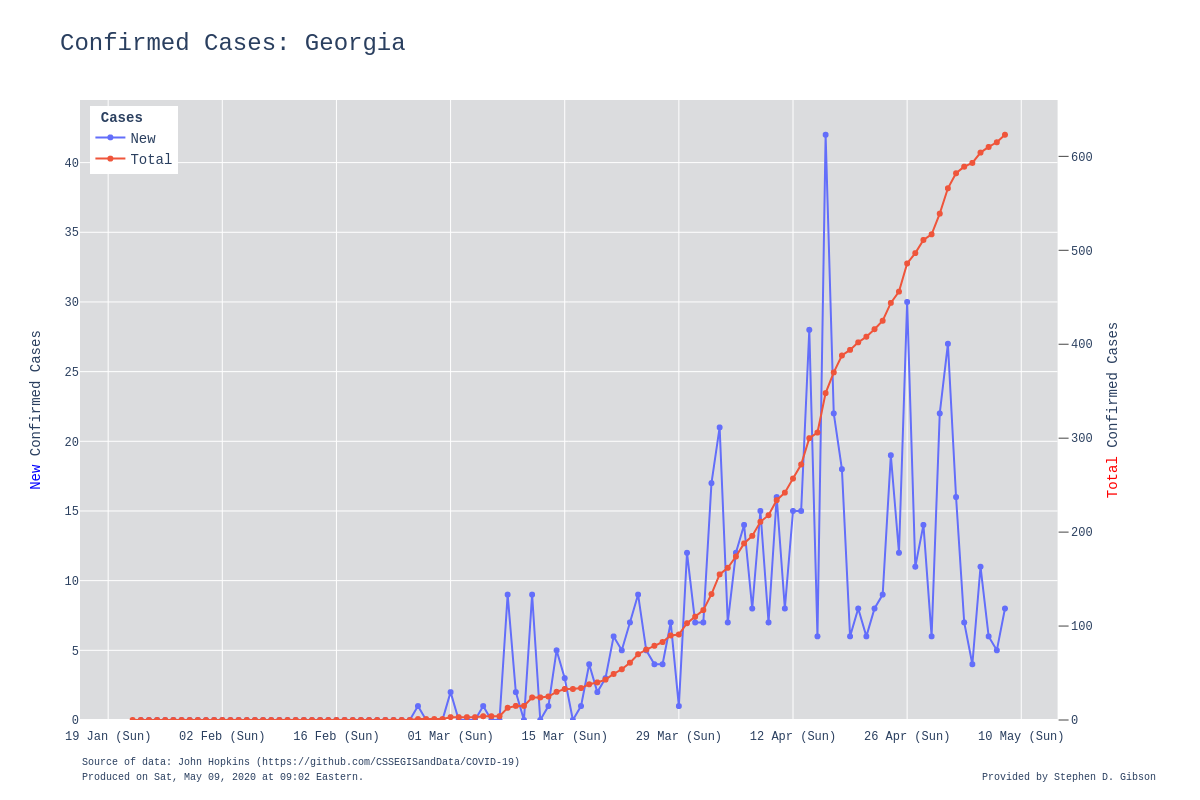 Confirmed Cases: Georgia
Cases
New
Total
40
35
30
25
20
15
10
5
0
New Confirmed Cases
600
500
400
300
200
100
0
Total Confirmed Cases
19 Jan (Sun) 02 Feb (Sun) 16 Feb (Sun) 01 Mar (Sun) 15 Mar (Sun) 29 Mar (Sun) 12 Apr (Sun) 26 Apr (Sun) 10 May (Sun)
Source of data: John Hopkins (https://github.com/CSSEGISandData/COVID-19)
Produced on Sat, May 09, 2020 at 09:02 Eastern.
Provided by Stephen D. Gibson